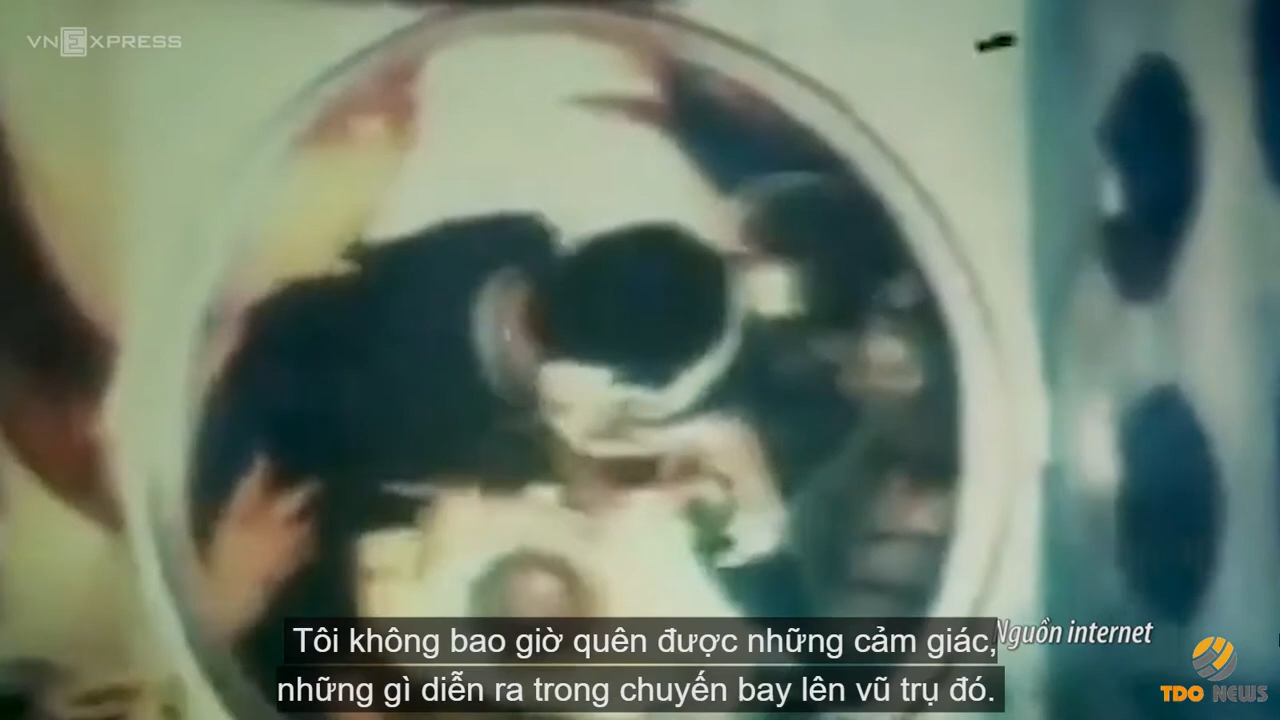 VNEXPRESS
Nguồn internet
Tôi không bao giờ quên được những cảm giác,
những gì diễn ra trong chuyến bay lên vũ trụ đó.
TDO NEWS